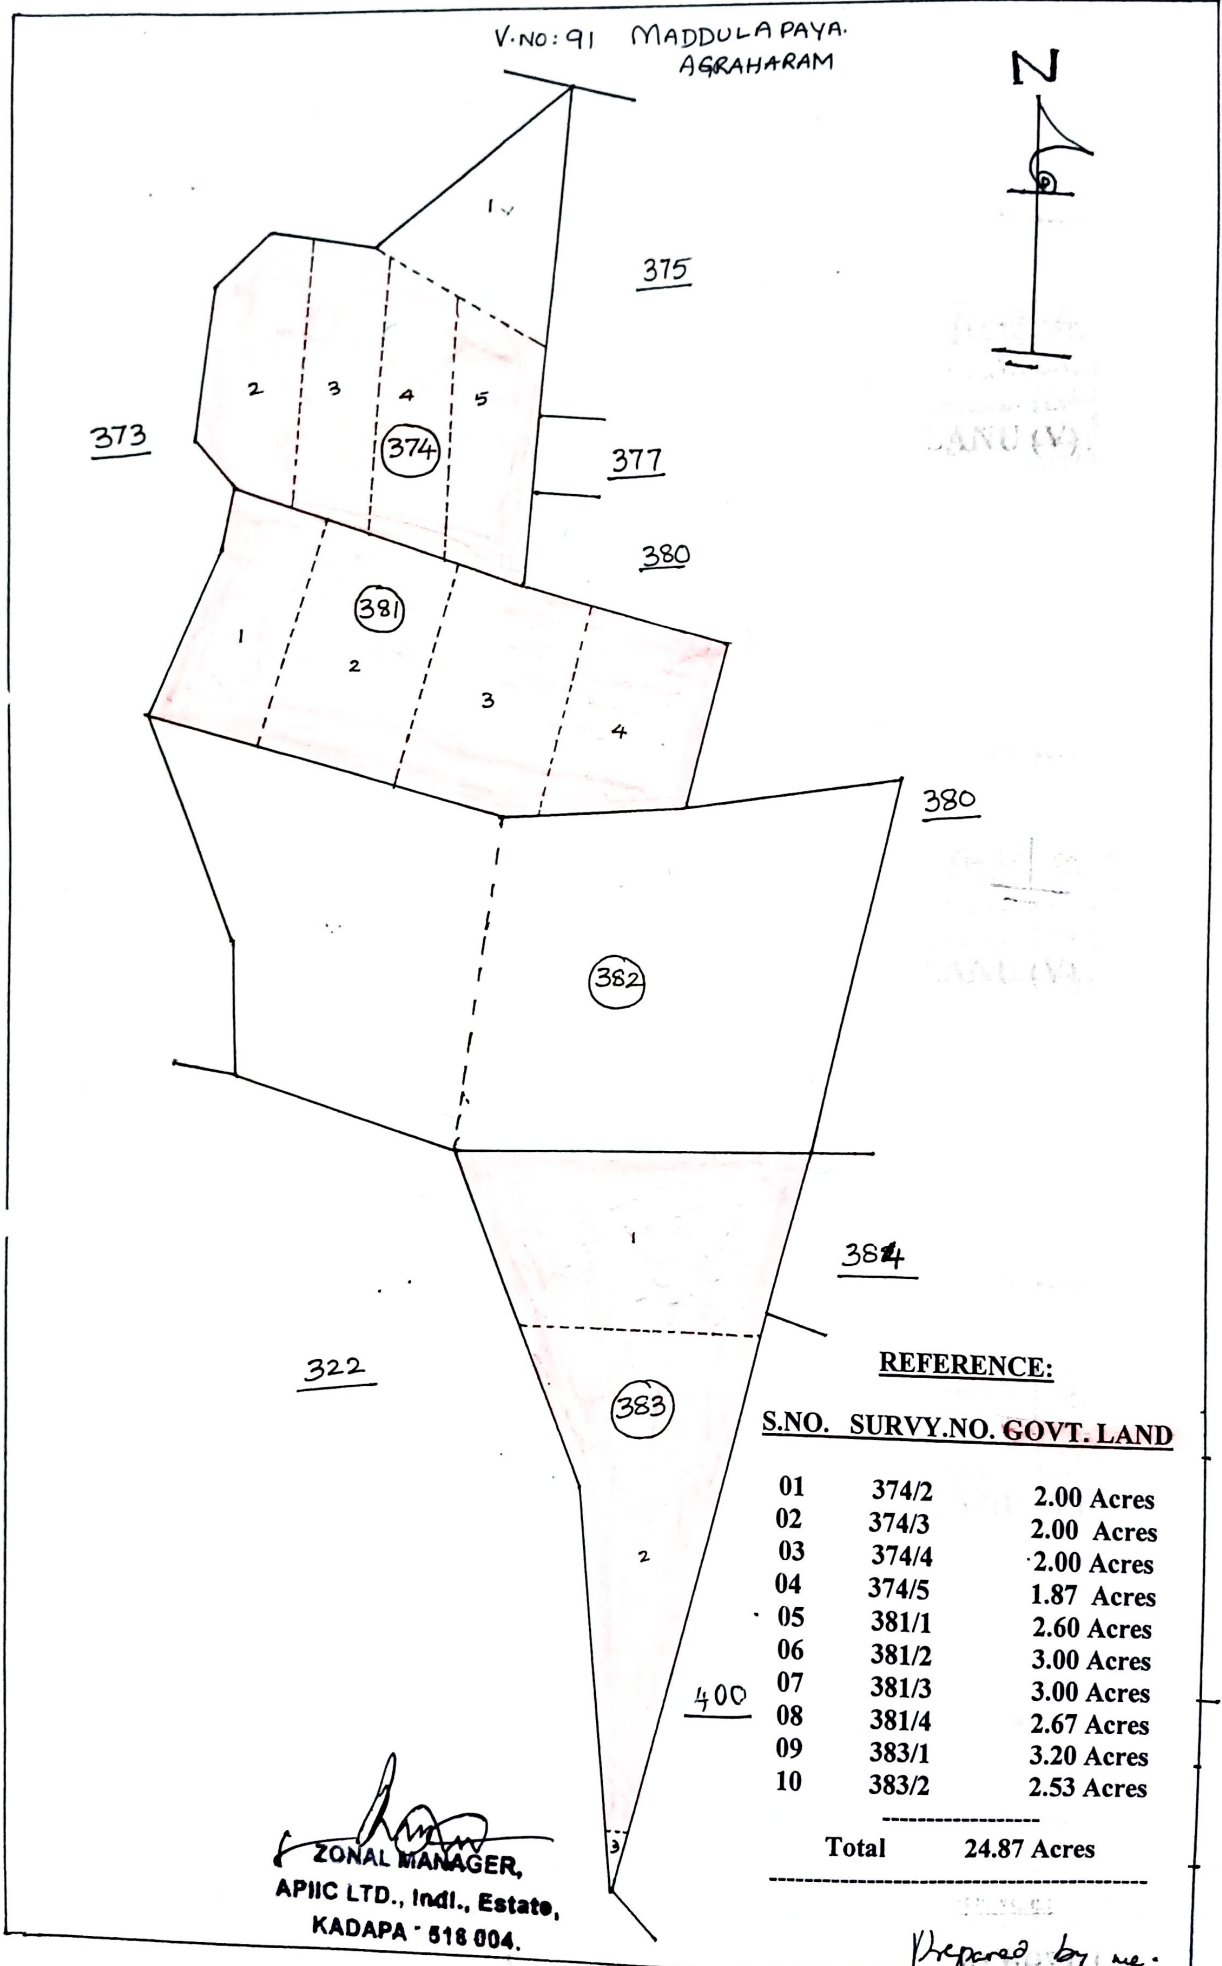 V.NO: 91 MADDULAPAYA.
AGRAHARAM
N
1
375
2 3 4 5
374
373
377
380
381
1
2
3
4
380
382
1
384
322
383
2
400
3
REFERENCE:
S.NO. SURVY.NO. GOVT. LAND
01 374/2 2.00 Acres
02 374/3 2.00 Acres
03 374/4 2.00 Acres
04 374/5 1.87 Acres
05 381/1 2.60 Acres
06 381/2 3.00 Acres
07 381/3 3.00 Acres
08 381/4 2.67 Acres
09 383/1 3.20 Acres
10 383/2 2.53 Acres
Total 24.87 Acres
ZONAL MANAGER,
APIIC LTD., Indl., Estate,
KADAPA - 516 004.
Prepared by me.